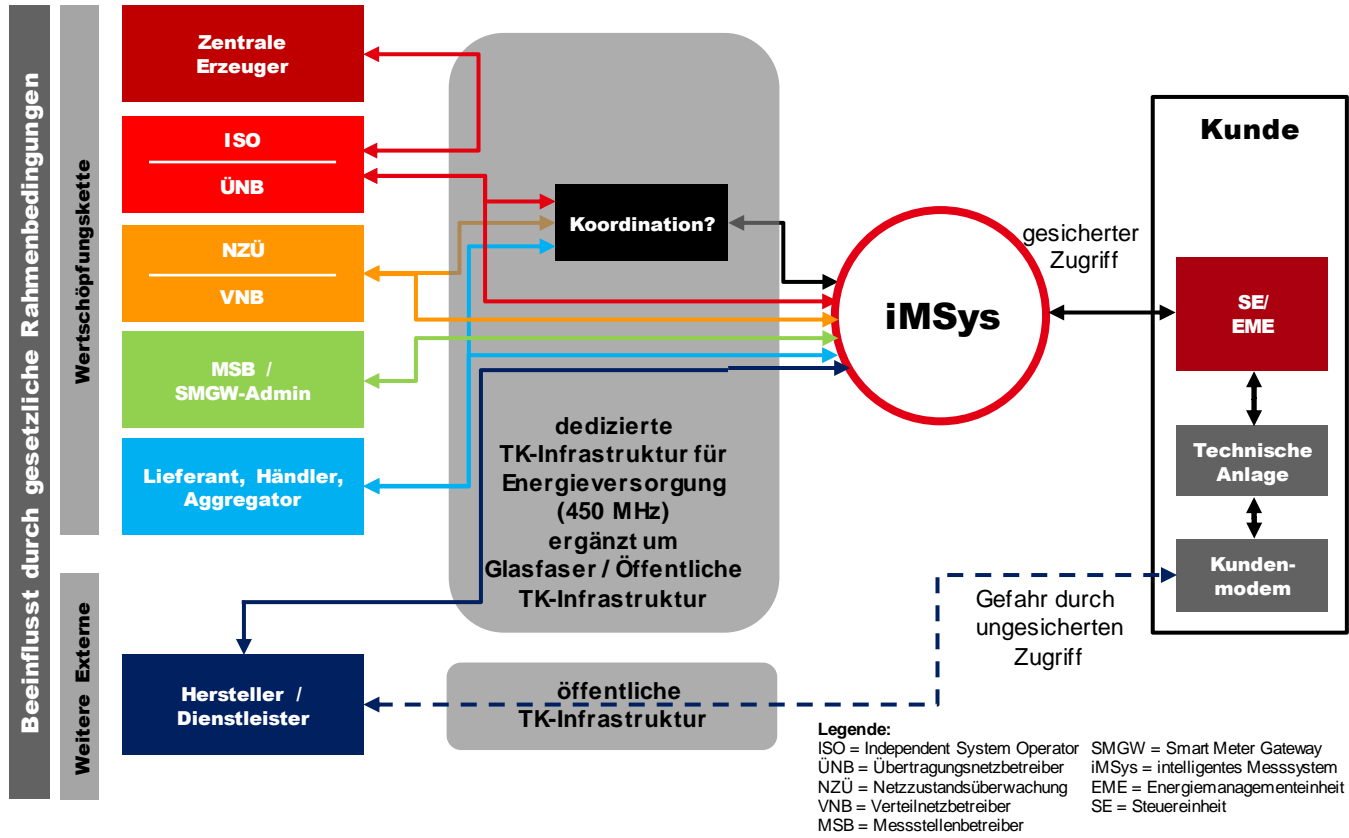 Beeinflusst durch gesetzliche Rahmenbedingungen
Wertschöpfungskette
Weitere Externe
Zentrale
Erzeuger
ISO
ÜNB
NZÜ
VNB
MSB /
SMGW-Admin
Lieferant, Händler,
Aggregator
Hersteller /
Dienstleister
Koordination?
dedizierte
TK-Infrastruktur für
Energieversorgung
(450 MHz)
ergänzt um
Glasfaser / Öffentliche
TK-Infrastruktur
öffentliche
TK-Infrastruktur
iMSys
gesicherter
Zugriff
Kunde
SE/
EME
Technische
Anlage
Kunden-
modem
Gefahr durch
ungesicherten
Zugriff
Legende:
ISO = Independent System Operator
ÜNB = Übertragungsnetzbetreiber
NZÜ = Netzzustandsüberwachung
VNB = Verteilnetzbetreiber
MSB = Messstellenbetreiber
SMGW = Smart Meter Gateway
iMSys = intelligentes Messsystem
EME = Energiemanagementeinheit
SE = Steuereinheit